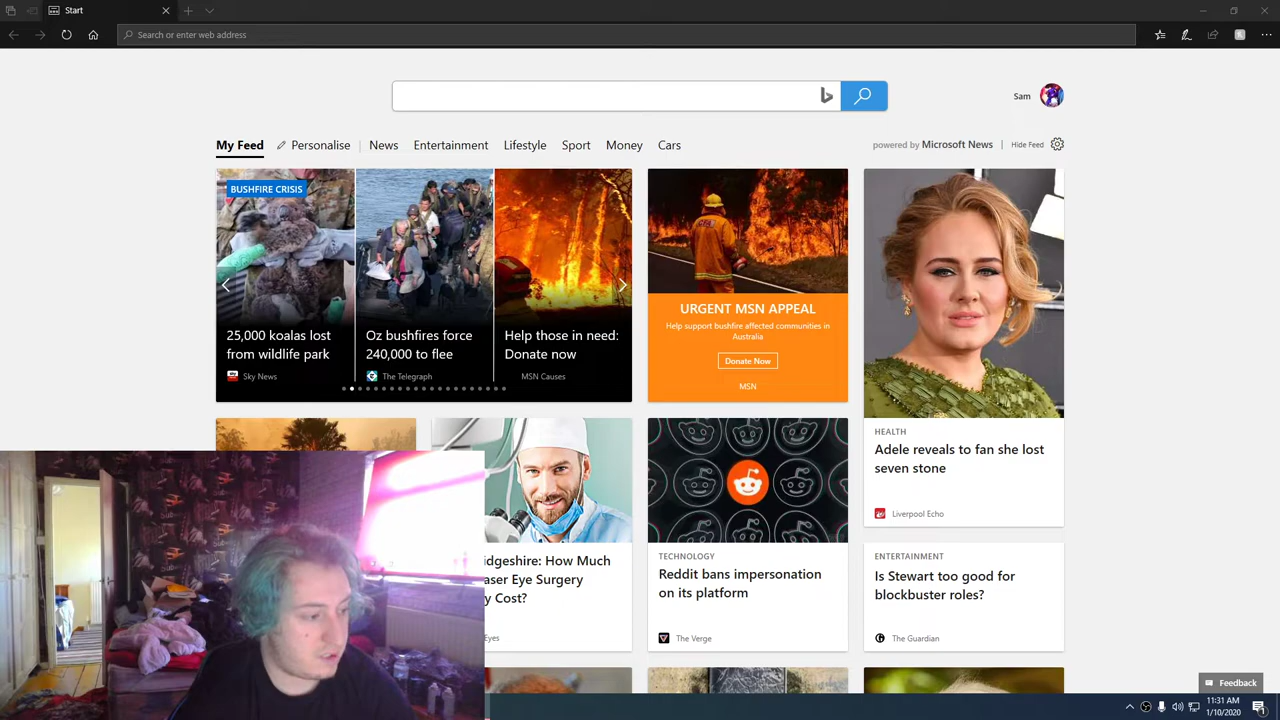 Start
Search or enter web address
Sam
My Feed
Personalise
News
Entertainment
Lifestyle
Sport
Money
Cars
powered by Microsoft News
Hide Feed
BUSHFIRE CRISIS
25,000 koalas lost
from wildlife park
Sky News
Oz bushfires force
240,000 to flee
The Telegraph
Help those in need:
Donate now
MSN Causes
CFA
URGENT MSN APPEAL
Help support bushfire affected communities in
Australia
Donate Now
MSN
HEALTH
Adele reveals to fan she lost
seven stone
Liverpool Echo
idgeshire: How Much
aser Eye Surgery
y Cost?
Eyes
TECHNOLOGY
Reddit bans impersonation
on its platform
The Verge
ENTERTAINMENT
Is Stewart too good for
blockbuster roles?
The Guardian
Feedback
11:31 AM
1/10/2020
1